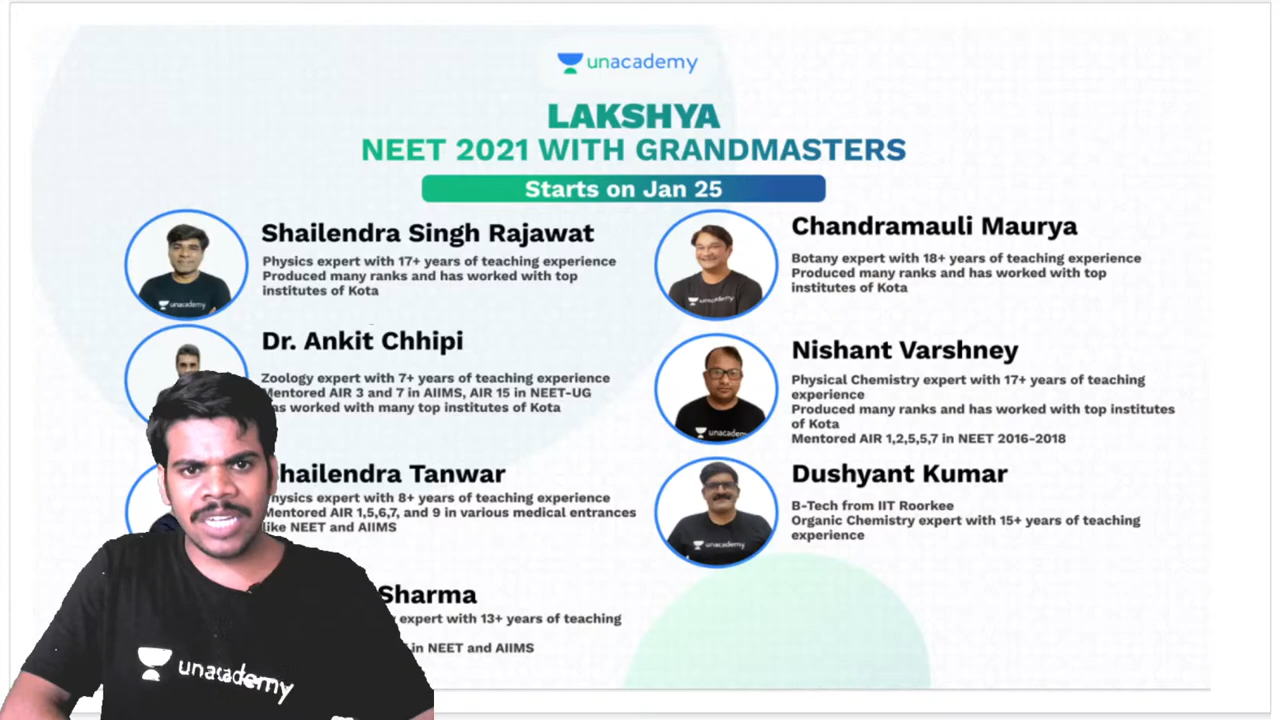 unacademy
LAKSHYA
NEET 2021 WITH GRANDMASTERS
Starts on Jan 25
Shailendra Singh Rajawat
Physics expert with 17+ years of teaching experience
Produced many ranks and has worked with top
institutes of Kota
unacademy
Dr. Ankit Chhipi
Zoology expert with 7+ years of teaching experience
Mentored AIR 3 and 7 in AIIMS, AIR 15 in NEET-UG
has worked with many top institutes of Kota
Shailendra Tanwar
Physics expert with 8+ years of teaching experience
Mentored AIR 1,5,6,7, and 9 in various medical entrances
like NEET and AIIMS
Sharma
expert with 13+ years of teaching
in NEET and AIIMS
unacademy
Chandramauli Maurya
Botany expert with 18+ years of teaching experience
Produced many ranks and has worked with top
institutes of Kota
unacademy
Nishant Varshney
Physical Chemistry expert with 17+ years of teaching
experience
Produced many ranks and has worked with top institutes
of Kota
Mentored AIR 1,2,5,5,7 in NEET 2016-2018
unacademy
Dushyant Kumar
B-Tech from IIT Roorkee
Organic Chemistry expert with 15+ years of teaching
experience
unacademy